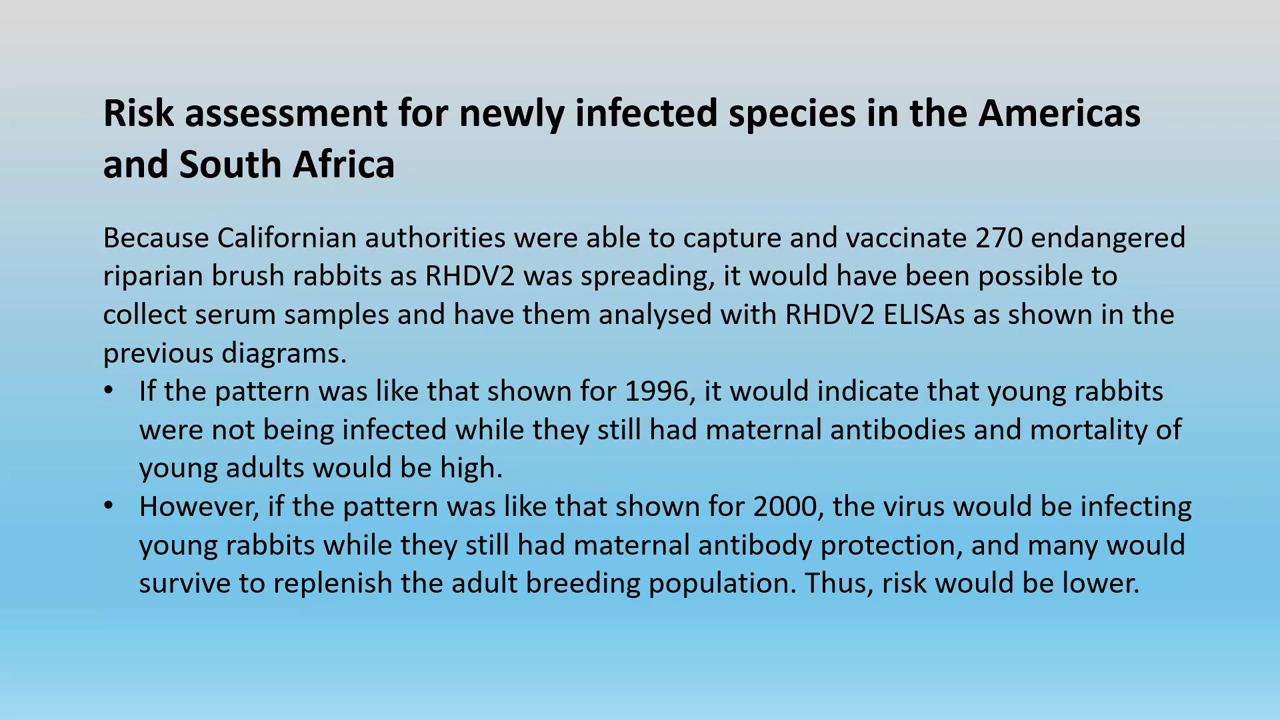 Risk assessment for newly infected species in the Americas
and South Africa
Because Californian authorities were able to capture and vaccinate 270 endangered
riparian brush rabbits as RHDV2 was spreading, it would have been possible to
collect serum samples and have them analysed with RHDV2 ELISAs as shown in the
previous diagrams.
• If the pattern was like that shown for 1996, it would indicate that young rabbits
were not being infected while they still had maternal antibodies and mortality of
young adults would be high.
• However, if the pattern was like that shown for 2000, the virus would be infecting
young rabbits while they still had maternal antibody protection, and many would
survive to replenish the adult breeding population. Thus, risk would be lower.